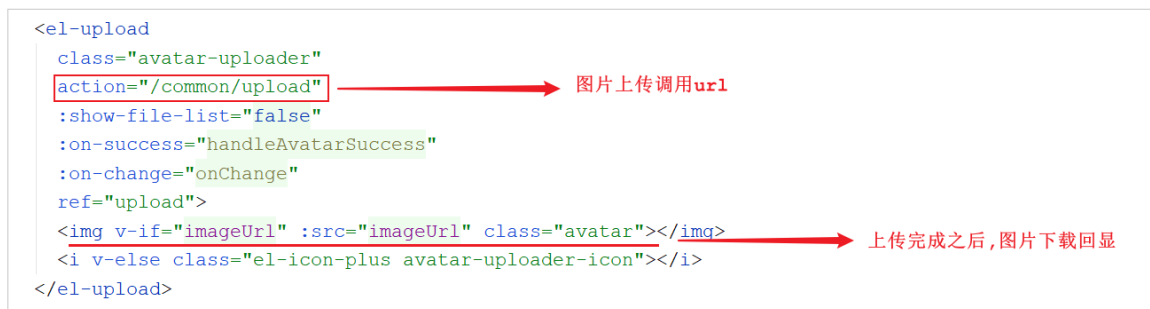 <el-upload
class="avatar-uploader"
action="/common/upload" 图片上传调用url
:show-file-list="false"
:on-success="handleAvatarSuccess"
:on-change="onChange"
ref="upload">
<img v-if="imageUrl" :src="imageUrl" class="avatar"></img>
上传完成之后,图片下载回显
<i v-else class="el-icon-plus avatar-uploader-icon"></i>
</el-upload>